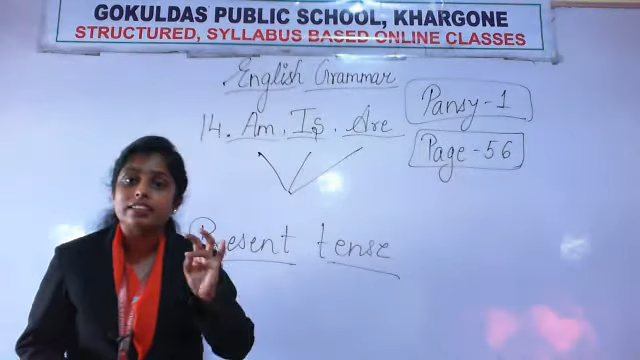 GOKULDAS PUBLIC SCHOOL, KHARGONE
STRUCTURED, SYLLABUS BASED ONLINE CLASSES
English Grammar
14. Am. Is. Are
Pansy-1
Page-56
Present tense